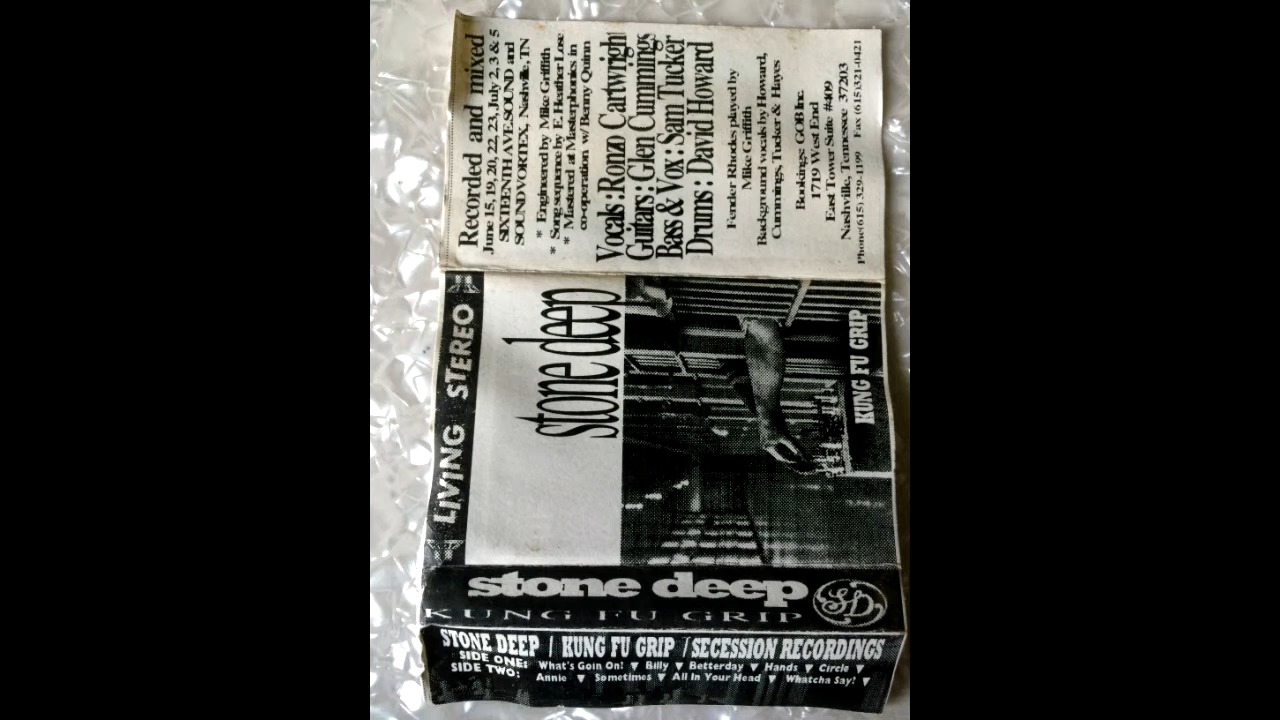 Recorded and mixed
June 15, 19, 20, 22, 23, July 2, 3 & 5
SIXTEENTH AVE SOUND and
SOUND VORTEX, Nashville, TN
* Engineered by Mike Griffith
* Song sequence by E. Heather Lose
* Mastered at Masterphonics in
co-operation w/ Benny Quinn
Vocals : Ronzo Cartwright
Guitars : Glen Cummings
Bass & Vox : Sam Tucker
Drums : David Howard
Fender Rhodes played by
Mike Griffith
Background vocals by Howard,
Cummings, Tucker & Hayes
Bookings: GOB Inc.
1719 West End
East Tower Suite #409
Nashville, Tennessee 37203
Phone (615) 329-1199 Fax (615)321-0421
LIVING STEREO
stone deep
KUNG FU GRIP
stone deep
SD
KUNG FU GRIP
STONE DEEP / KUNG FU GRIP / SECESSION RECORDINGS
SIDE ONE: What's Goin On! ▼ Billy ▼ Betterday ▼ Hands ▼ Circle ▼
SIDE TWO: Annie ▼ Sometimes ▼ All In Your Head ▼ Whatcha Say! ▼